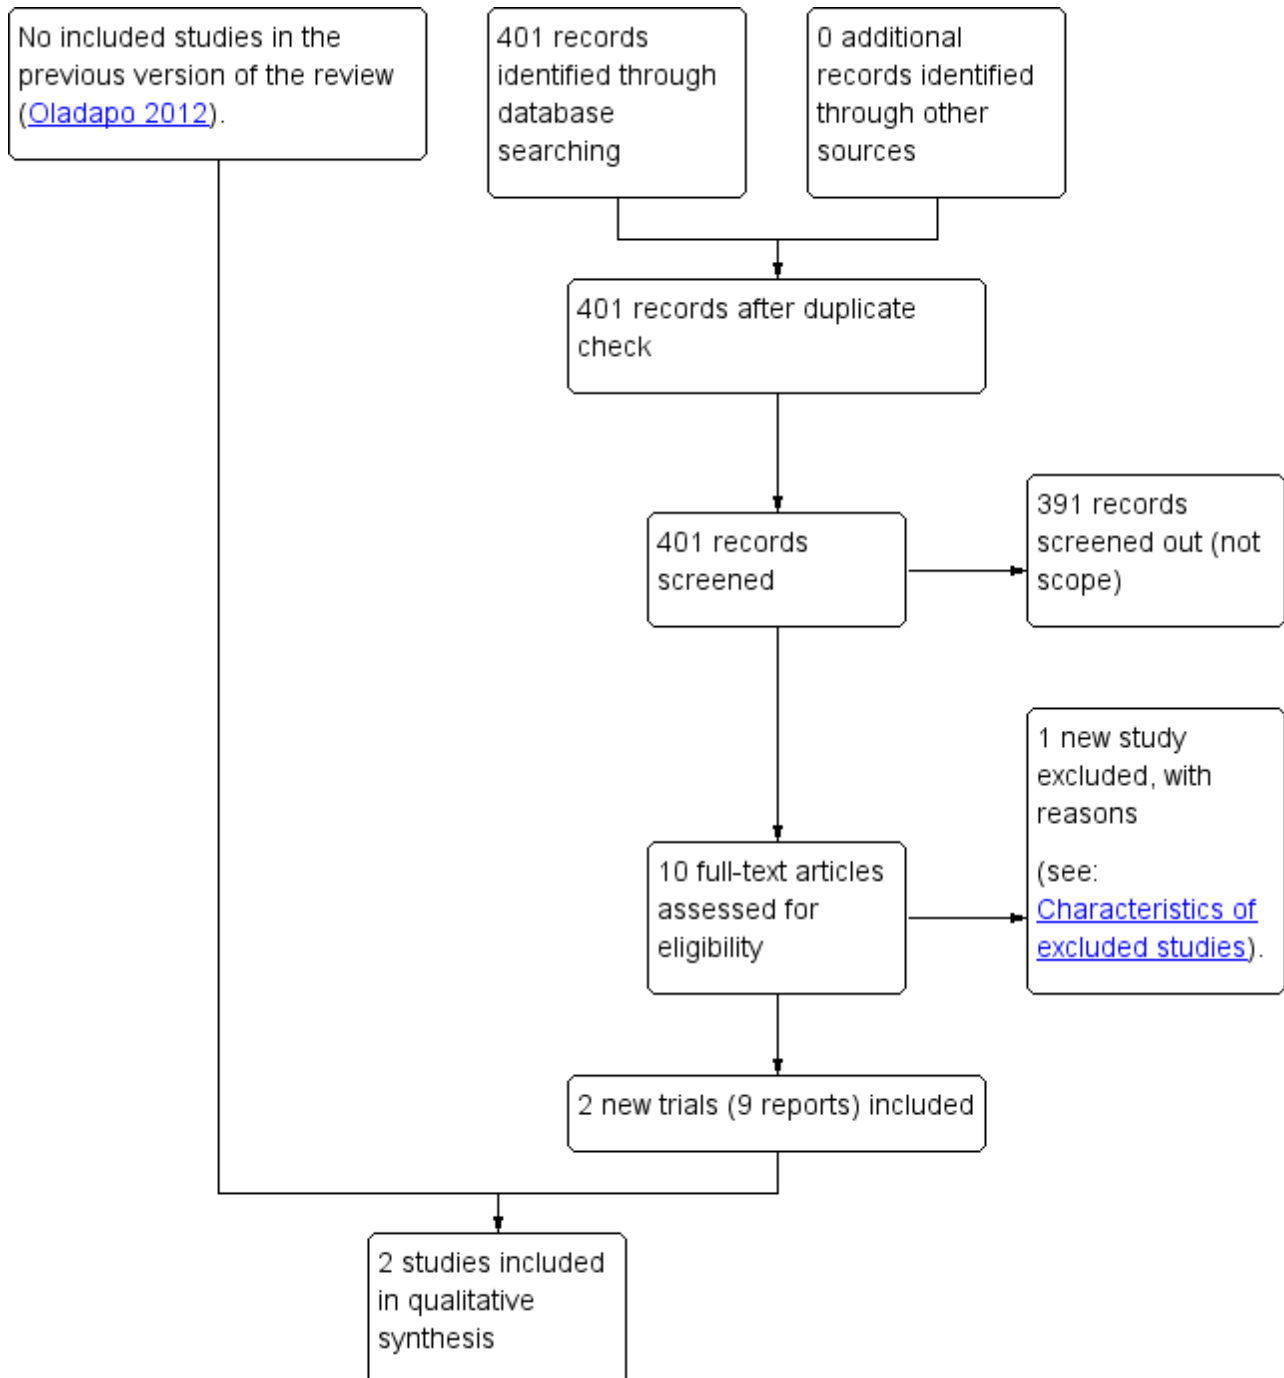 No included studies in the
previous version of the review
(Oladapo 2012).
401 records
identified through
database
searching
0 additional
records identified
through other
sources
401 records after duplicate
check
401 records
screened
391 records
screened out (not
scope)
10 full-text articles
assessed for
eligibility
1 new study
excluded, with
reasons
(see:
Characteristics of
excluded studies).
2 new trials (9 reports) included
2 studies included
in qualitative
synthesis